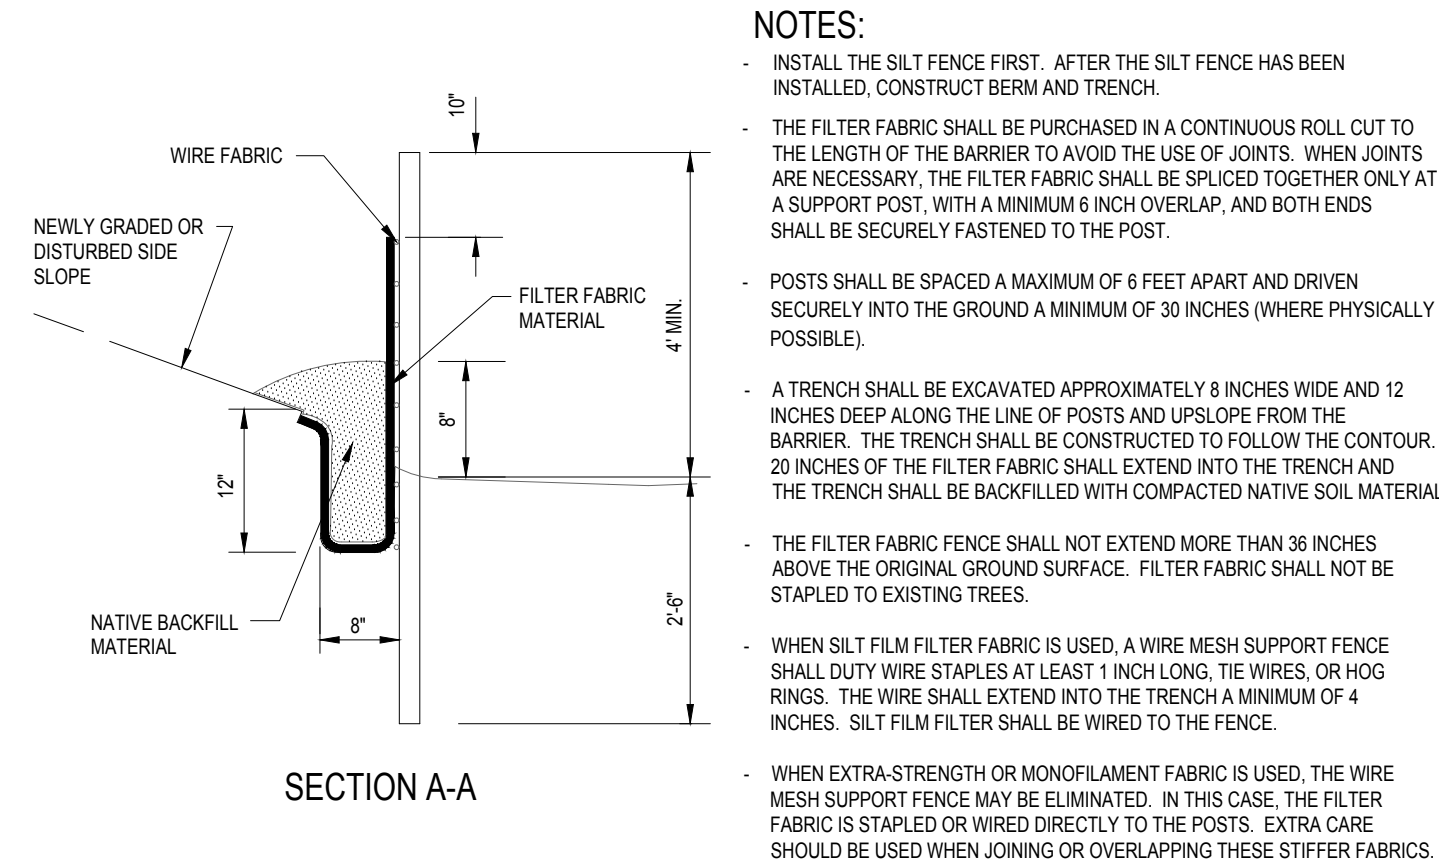 NOTES:
- INSTALL THE SILT FENCE FIRST. AFTER THE SILT FENCE HAS BEEN
INSTALLED, CONSTRUCT BERM AND TRENCH.
- THE FILTER FABRIC SHALL BE PURCHASED IN A CONTINUOUS ROLL CUT TO
THE LENGTH OF THE BARRIER TO AVOID THE USE OF JOINTS. WHEN JOINTS
ARE NECESSARY, THE FILTER FABRIC SHALL BE SPLICED TOGETHER ONLY AT
A SUPPORT POST, WITH A MINIMUM 6 INCH OVERLAP, AND BOTH ENDS
SHALL BE SECURELY FASTENED TO THE POST.
- POSTS SHALL BE SPACED A MAXIMUM OF 6 FEET APART AND DRIVEN
SECURELY INTO THE GROUND A MINIMUM OF 30 INCHES (WHERE PHYSICALLY
POSSIBLE).
- A TRENCH SHALL BE EXCAVATED APPROXIMATELY 8 INCHES WIDE AND 12
INCHES DEEP ALONG THE LINE OF POSTS AND UPSLOPE FROM THE
BARRIER. THE TRENCH SHALL BE CONSTRUCTED TO FOLLOW THE CONTOUR.
20 INCHES OF THE FILTER FABRIC SHALL EXTEND INTO THE TRENCH AND
THE TRENCH SHALL BE BACKFILLED WITH COMPACTED NATIVE SOIL MATERIAL
- THE FILTER FABRIC FENCE SHALL NOT EXTEND MORE THAN 36 INCHES
ABOVE THE ORIGINAL GROUND SURFACE. FILTER FABRIC SHALL NOT BE
STAPLED TO EXISTING TREES.
- WHEN SILT FILM FILTER FABRIC IS USED, A WIRE MESH SUPPORT FENCE
SHALL DUTY WIRE STAPLES AT LEAST 1 INCH LONG, TIE WIRES, OR HOG
RINGS. THE WIRE SHALL EXTEND INTO THE TRENCH A MINIMUM OF 4
INCHES. SILT FILM FILTER SHALL BE WIRED TO THE FENCE.
- WHEN EXTRA-STRENGTH OR MONOFILAMENT FABRIC IS USED, THE WIRE
MESH SUPPORT FENCE MAY BE ELIMINATED. IN THIS CASE, THE FILTER
FABRIC IS STAPLED OR WIRED DIRECTLY TO THE POSTS. EXTRA CARE
SHOULD BE USED WHEN JOINING OR OVERLAPPING THESE STIFFER FABRICS.
10"
WIRE FABRIC
NEWLY GRADED OR
DISTURBED SIDE
SLOPE
FILTER FABRIC
MATERIAL
4' MIN.
8"
12"
2'-6"
NATIVE BACKFILL
MATERIAL
8"
SECTION A-A